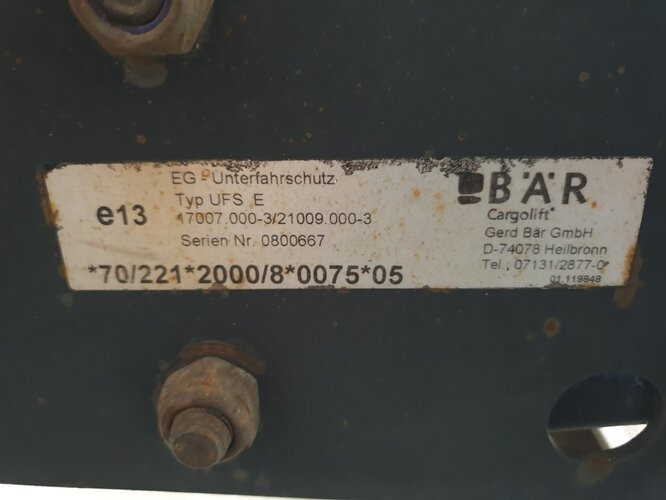 e13
EG - Unterfahrschutz
Typ UFS E
17007.000-3/21009.000-3
Serien Nr. 0800667
*70/221*2000/8*0075*05
BÄR
Cargolift®
Gerd Bär GmbH
D-74078 Heilbronn
Tel.: 07131/2877-0
01.119848